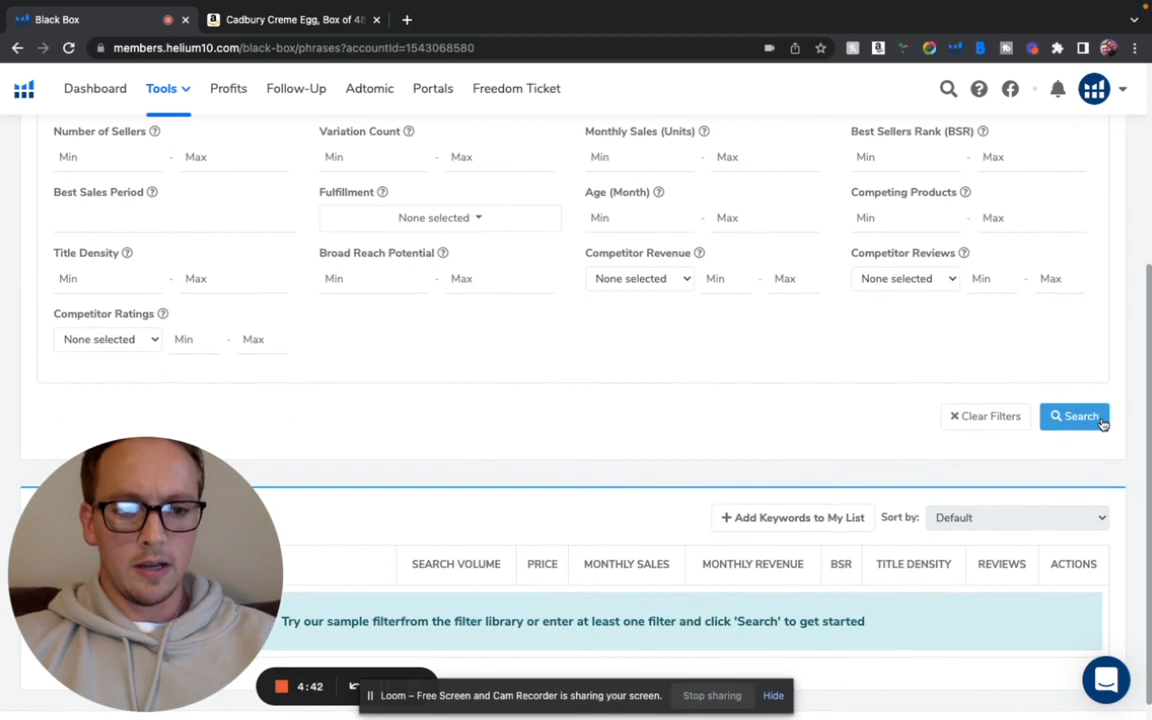 Black Box
Cadbury Creme Egg, Box of 48
members.helium10.com/black-box/phrases?accountId=1543068580
Dashboard Tools Profits Follow-Up Adtomic Portals Freedom Ticket
Number of Sellers Variation Count Monthly Sales (Units) Best Sellers Rank (BSR)
Min - Max Min - Max Min - Max Min - Max
Best Sales Period Fulfillment Age (Month) Competing Products
None selected Min - Max Min - Max
Title Density Broad Reach Potential Competitor Revenue Competitor Reviews
Min - Max Min - Max None selected Min - Max None selected Min - Max
Competitor Ratings
None selected Min - Max
Clear Filters Search
+ Add Keywords to My List Sort by: Default
SEARCH VOLUME PRICE MONTHLY SALES MONTHLY REVENUE BSR TITLE DENSITY REVIEWS ACTIONS
Try our sample filterfrom the filter library or enter at least one filter and click 'Search' to get started
4:42
Loom – Free Screen and Cam Recorder is sharing your screen. Stop sharing Hide